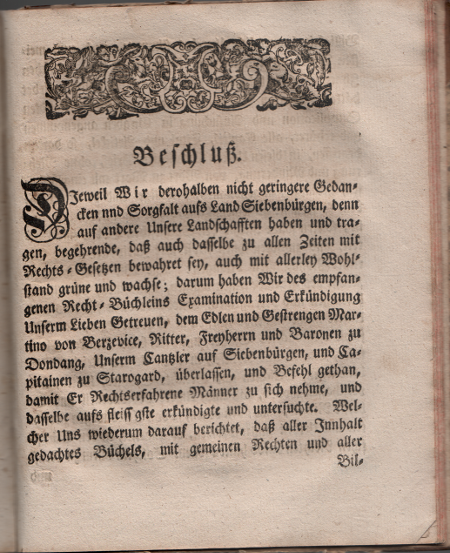 Beschluß.
DJeweil Wir derohalben nicht geringere Gedan-
cken nnd Sorgfalt aufs Land Siebenbürgen, denn
auf andere Unsere Landschafften haben und tra-
gen, begehrende, daß auch dasselbe zu allen Zeiten mit
Rechts-Gesetzen bewahret sey, auch mit allerley Wohl-
stand grüne und wachse; darum haben Wir des empfan-
genen Recht-Büchleins Examination und Erkündigung
Unserm Lieben Getreuen, dem Edlen und Gestrengen Mar-
tino von Berzevice, Ritter, Freyherrn und Baronen zu
Dondang, Unserm Cantzler auf Siebenbürgen, und Ca-
pitainen zu Starogard, überlassen, und Befehl gethan,
damit Er Rechtserfahrene Männer zu sich nehme, und
dasselbe aufs fleissgste erkündigte und untersuchte. Wel-
cher Uns wiederum darauf berichtet, daß aller Innhalt
gedachtes Büchels, mit gemeinen Rechten und aller
Bil-